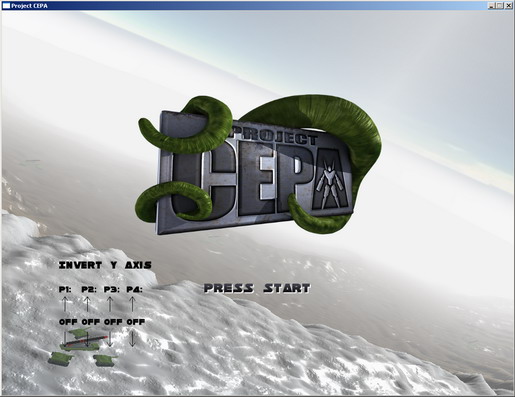 Project CEPA
PROJECT
CEPA
INVERT Y AXIS
P1: P2: P3: P4:
PRESS START
OFF OFF OFF OFF